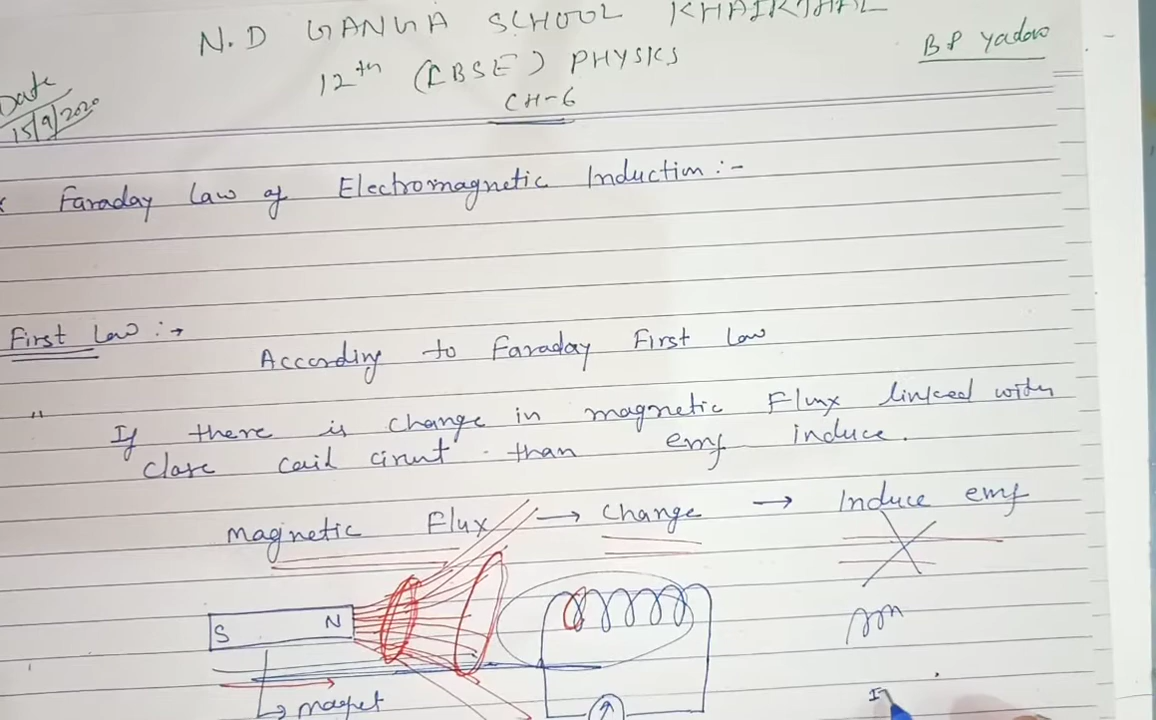 N.D GANGA SCHOOL KHAIRTHAL
12th (CBSE) PHYSICS
B P Yadav
CH-6
Date
15/9/2020
Faraday Law of Electromagnetic Induction :-
First Law :→
According to Faraday First Law
"
If there is change in magnetic Flux linked with
close coil cirut. than emf induce.
Magnetic Flux → Change → Induce emf
S N
magnet